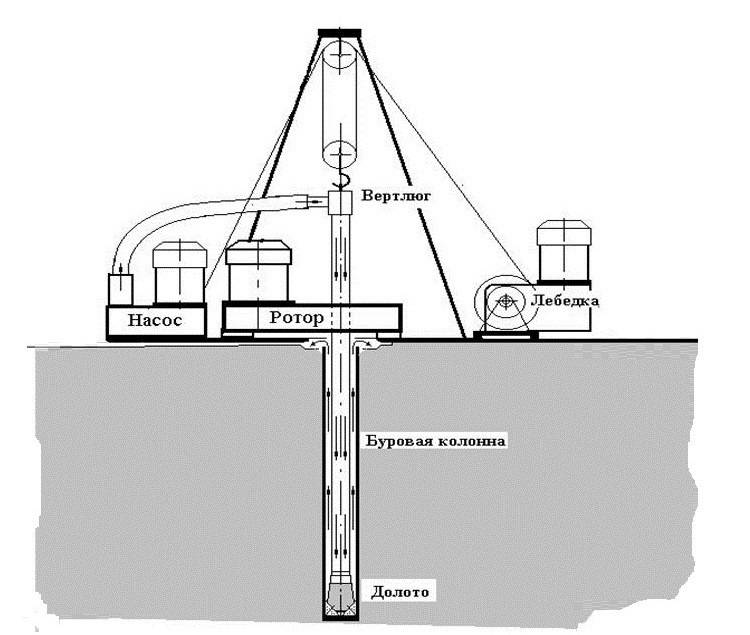 Вертлюг
Лебедка
Насос
Ротор
Буровая колонна
Долото